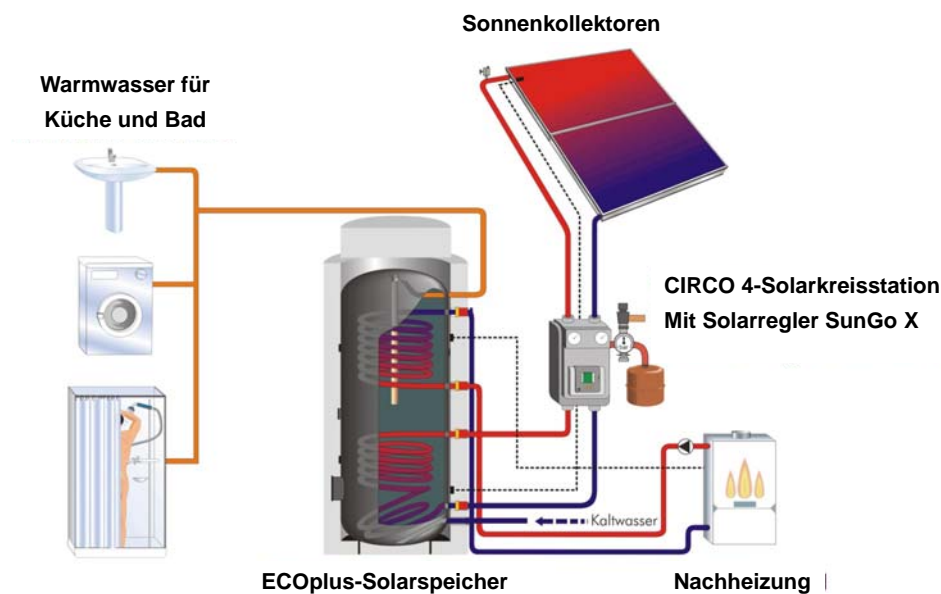 Sonnenkollektoren
Warmwasser für
Küche und Bad
CIRCO 4-Solarkreisstation
Mit Solarregler SunGo X
Kaltwasser
ECOplus-Solarspeicher
Nachheizung